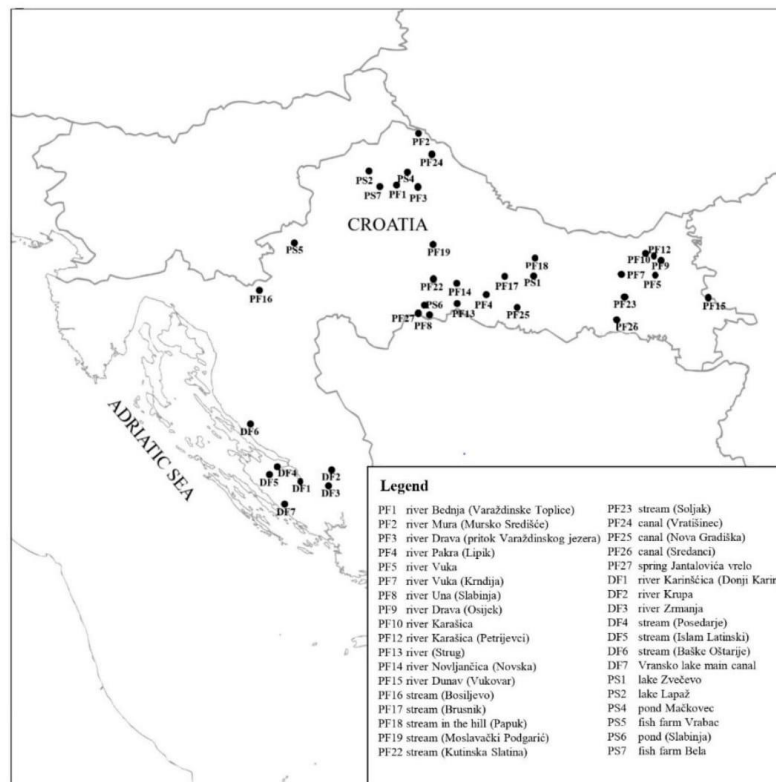 PF2
PF24
PS2
PS4
PS7
PF1
PF3
CROATIA
PS5
PF19
PF12
PF10
PF9
PF18
PF7
PF5
PF22
PF14
PF17
PS1
PF16
PF4
PF23
PF15
PS6
PF27
PF8
PF13
PF25
PF26
ADRIATIC SEA
DF6
DF4
DF2
DF5
DF1
DF3
DF7
Legend
PF1 river Bednja (Varaždinske Toplice)
PF2 river Mura (Mursko Središće)
PF3 river Drava (pritok Varaždinskog jezera)
PF4 river Pakra (Lipik)
PF5 river Vuka
PF7 river Vuka (Krndija)
PF8 river Una (Slabinja)
PF9 river Drava (Osijek)
PF10 river Karašica
PF12 river Karašica (Petrijevci)
PF13 river (Strug)
PF14 river Novljančica (Novska)
PF15 river Dunav (Vukovar)
PF16 stream (Bosiljevo)
PF17 stream (Brusnik)
PF18 stream in the hill (Papuk)
PF19 stream (Moslavački Podgarić)
PF22 stream (Kutinska Slatina)
PF23 stream (Soljak)
PF24 canal (Vratišinec)
PF25 canal (Nova Gradiška)
PF26 canal (Sredanci)
PF27 spring Jantalovića vrelo
DF1 river Karinšćica (Donji Karin
DF2 river Krupa
DF3 river Zrmanja
DF4 stream (Posedarje)
DF5 stream (Islam Latinski)
DF6 stream (Baške Oštarije)
DF7 Vransko lake main canal
PS1 lake Zvečevo
PS2 lake Lapaž
PS4 pond Mačkovec
PS5 fish farm Vrabac
PS6 pond (Slabinja)
PS7 fish farm Bela